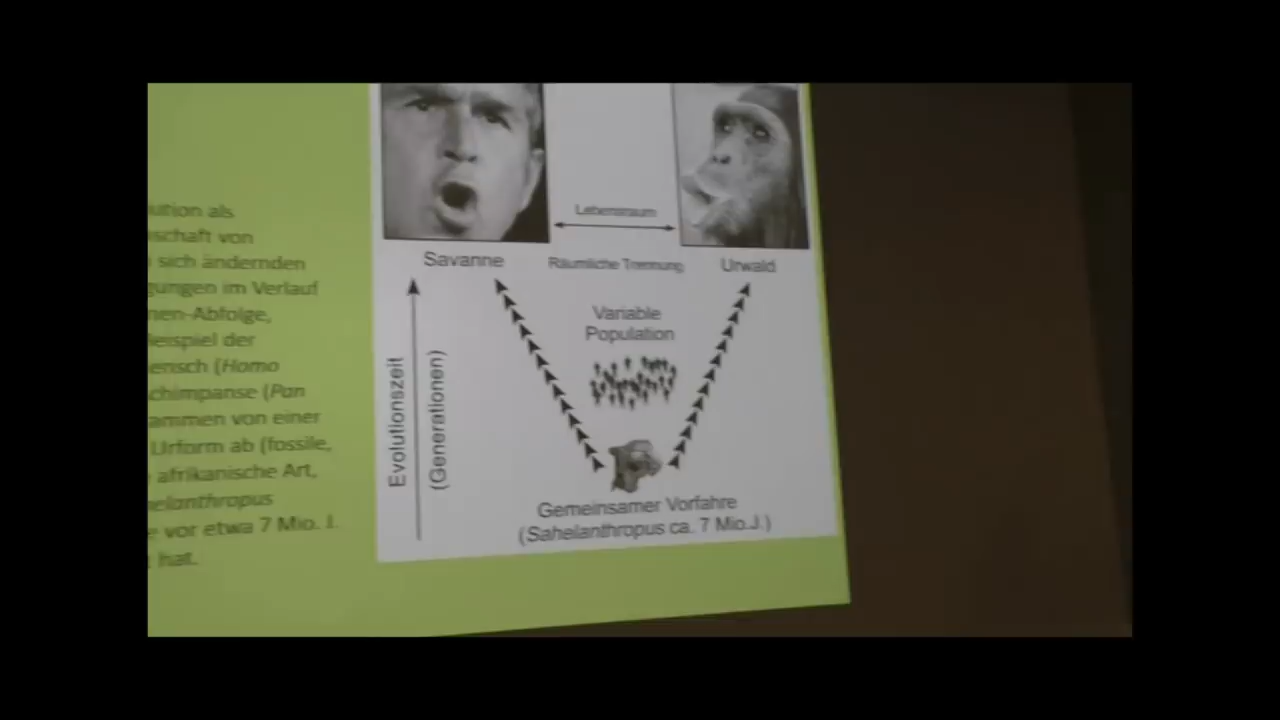 ution als
schaft von
sich ändernden
gungen im Verlauf
nen-Abfolge,
eispiel der
ensch (Homo
chimpanse (Pan
ammen von einer
Urform ab (fossile,
afrikanische Art,
elanthropus
e vor etwa 7 Mio. J.
hat.
Lebensraum
Savanne
Räumliche Trennung
Urwald
Variable
Population
Evolutionszeit
(Generationen)
Gemeinsamer Vorfahre
(Sahelanthropus ca. 7 Mio.J.)